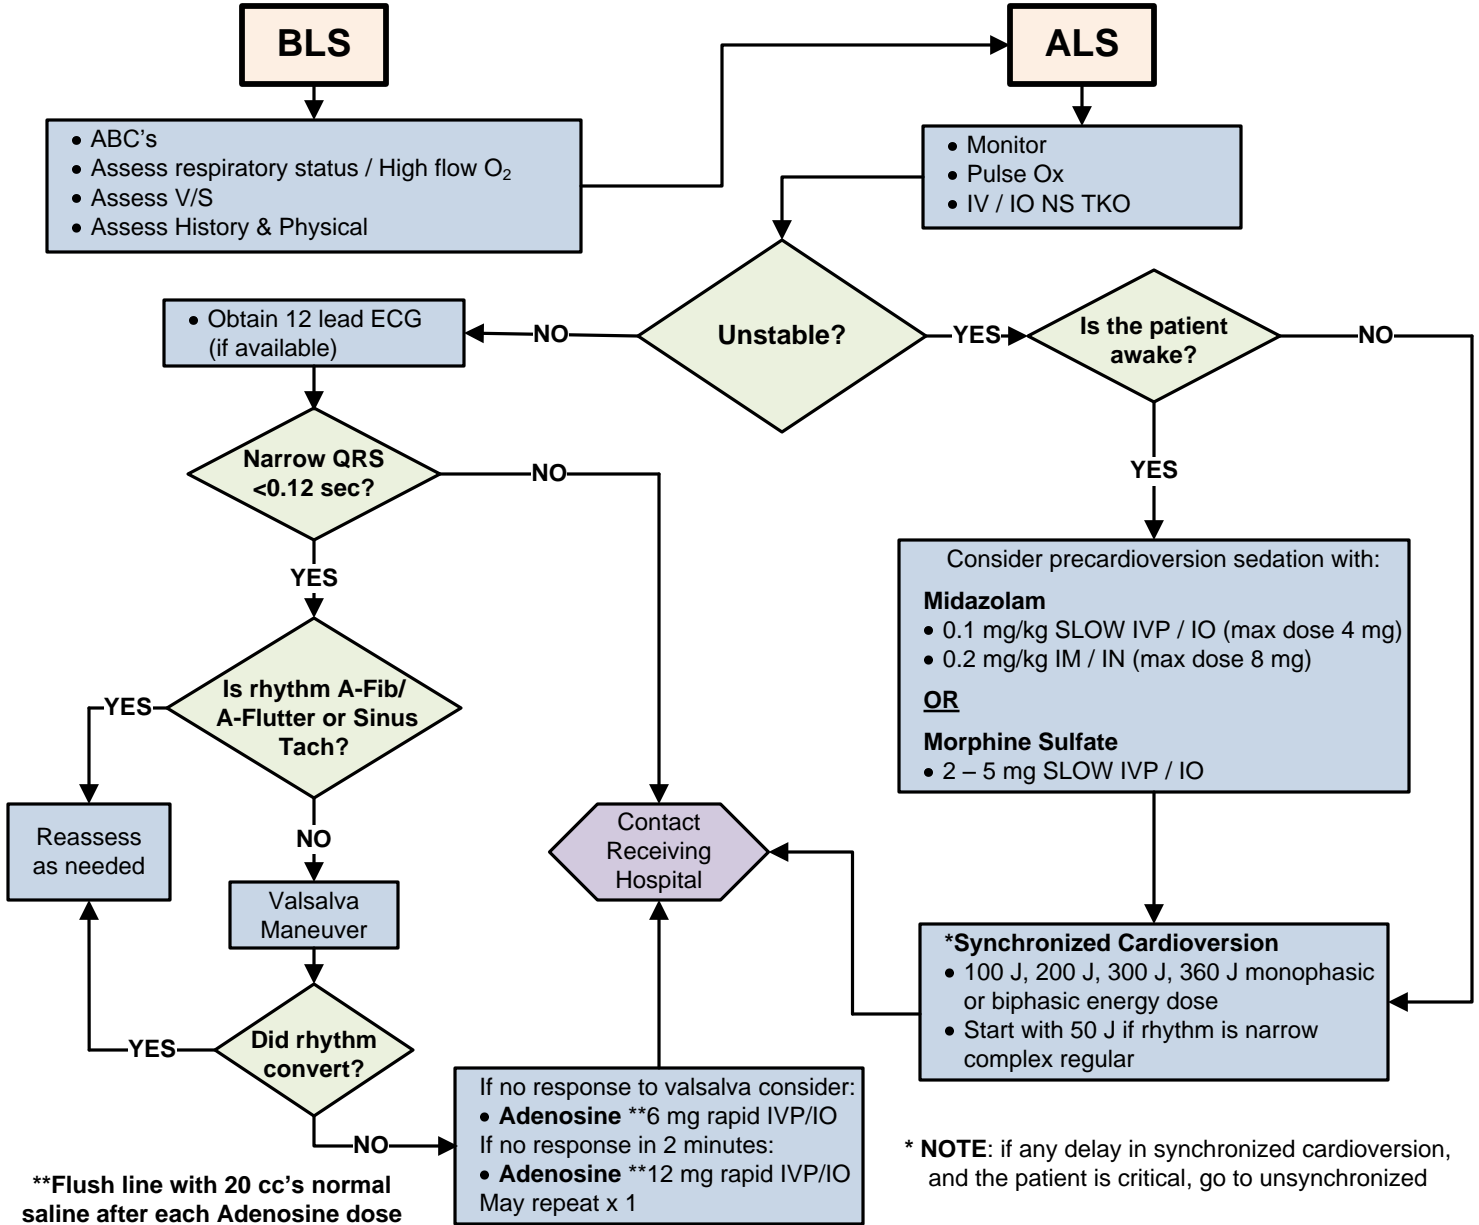 BLS
ALS
• ABC's
• Assess respiratory status / High flow O₂
• Assess V/S
• Assess History & Physical
• Monitor
• Pulse Ox
• IV / IO NS TKO
Unstable?
NO
YES
• Obtain 12 lead ECG
(if available)
Is the patient
awake?
NO
YES
Narrow QRS
<0.12 sec?
NO
YES
Consider precardioversion sedation with:
Midazolam
• 0.1 mg/kg SLOW IVP / IO (max dose 4 mg)
• 0.2 mg/kg IM / IN (max dose 8 mg)
OR
Morphine Sulfate
• 2 – 5 mg SLOW IVP / IO
Is rhythm A-Fib/
A-Flutter or Sinus
Tach?
YES
NO
Reassess
as needed
Valsalva
Maneuver
Contact
Receiving
Hospital
*Synchronized Cardioversion
• 100 J, 200 J, 300 J, 360 J monophasic
or biphasic energy dose
• Start with 50 J if rhythm is narrow
complex regular
Did rhythm
convert?
YES
NO
If no response to valsalva consider:
• Adenosine **6 mg rapid IVP/IO
If no response in 2 minutes:
• Adenosine **12 mg rapid IVP/IO
May repeat x 1
* NOTE: if any delay in synchronized cardioversion,
and the patient is critical, go to unsynchronized
**Flush line with 20 cc's normal
saline after each Adenosine dose